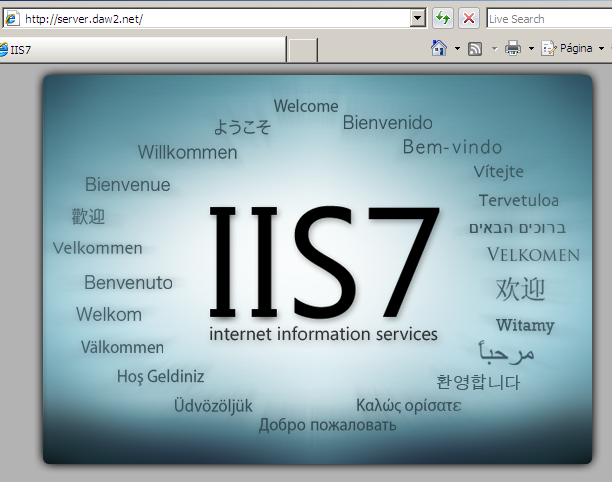 http://server.daw2.net/
Live Search
IIS7
Página
Welcome
ようこそ
Bienvenido
Willkommen
Bem-vindo
Vítejte
Bienvenue
Tervetuloa
歡迎
ברוכים הבאים
Velkommen
VELKOMEN
Benvenuto
欢迎
Welkom
Witamy
Välkommen
مرحباً
Hoş Geldiniz
환영합니다
Üdvözöljük
Καλώς ορίσατε
Добро пожаловать
IIS7
internet information services